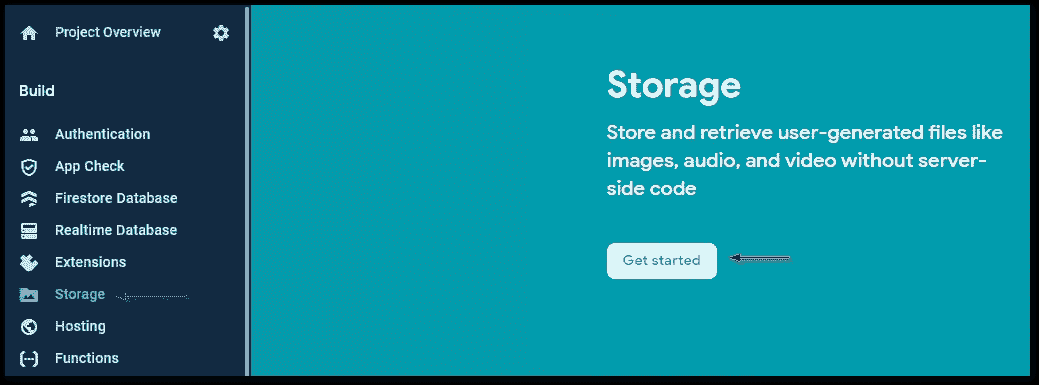 Project Overview
Build
Authentication
App Check
Firestore Database
Realtime Database
Extensions
Storage
Hosting
Functions
Storage
Store and retrieve user-generated files like
images, audio, and video without server-
side code
Get started